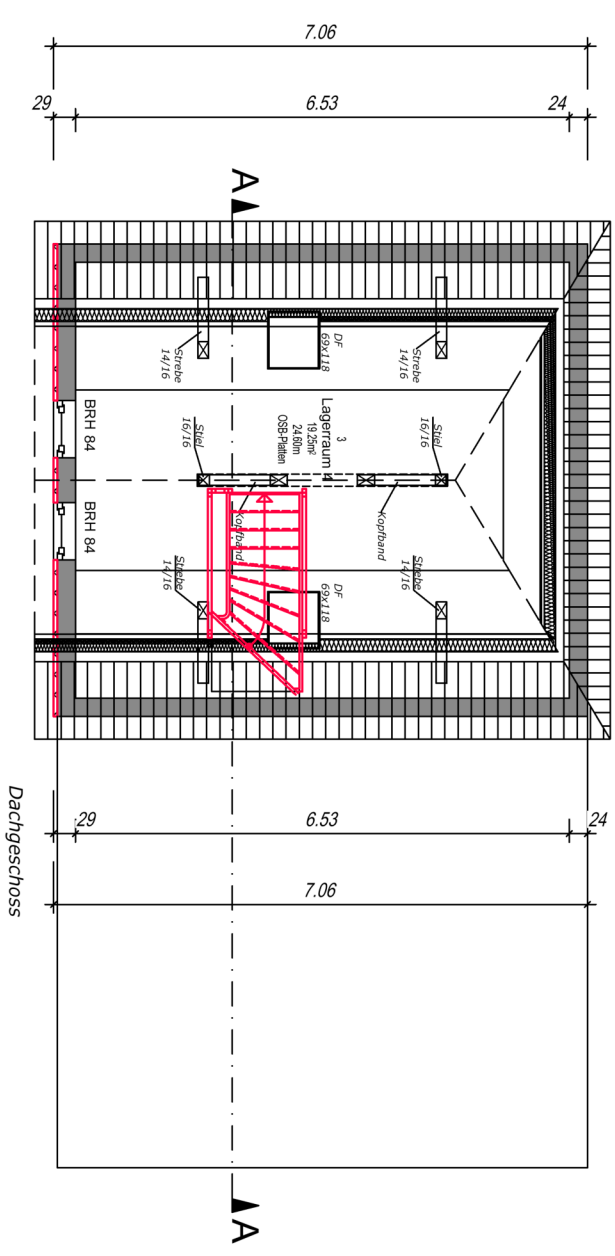 7.06
29
6.53
24
A
DF
69x118
Strebe
14/16
Strebe
14/16
BRH 84
3
Lagerraum 4
19.25m²
24.60m
OSB-Platten
Stiel
16/16
Stiel
16/16
Kopfband
Kopfband
BRH 84
Strebe
14/16
DF
69x118
Strebe
14/16
29
6.53
24
7.06
Dachgeschoss
A